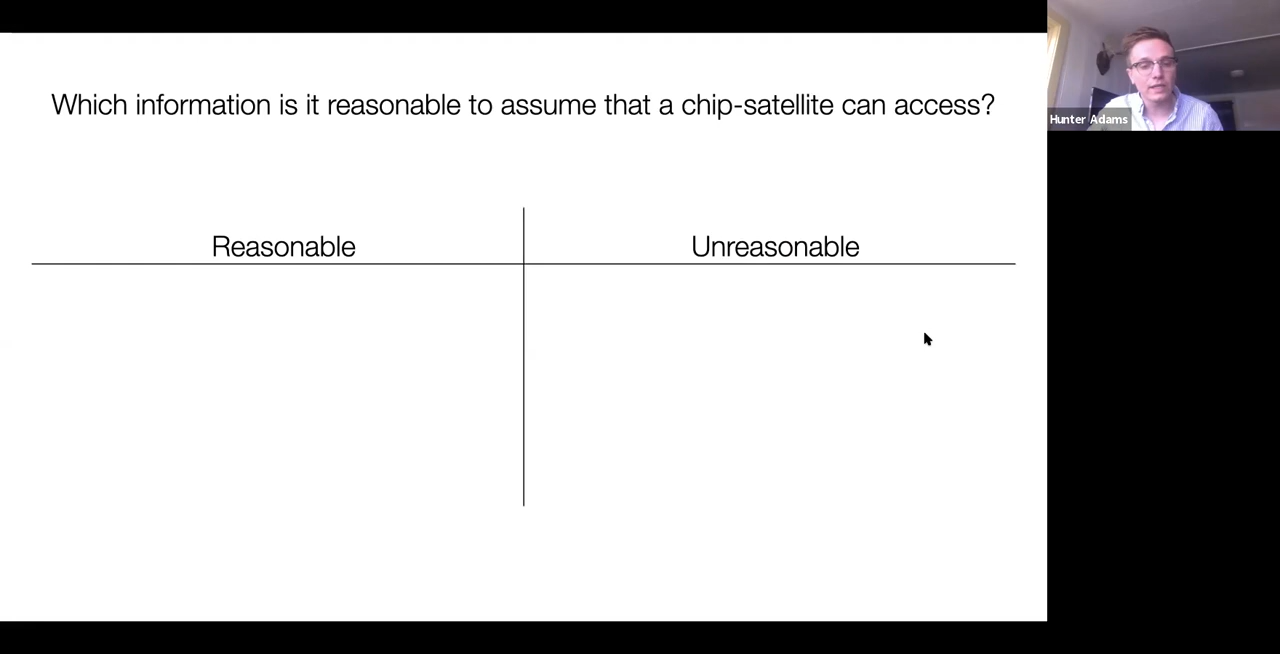 Which information is it reasonable to assume that a chip-satellite can access?
Hunter Adams
Reasonable
Unreasonable